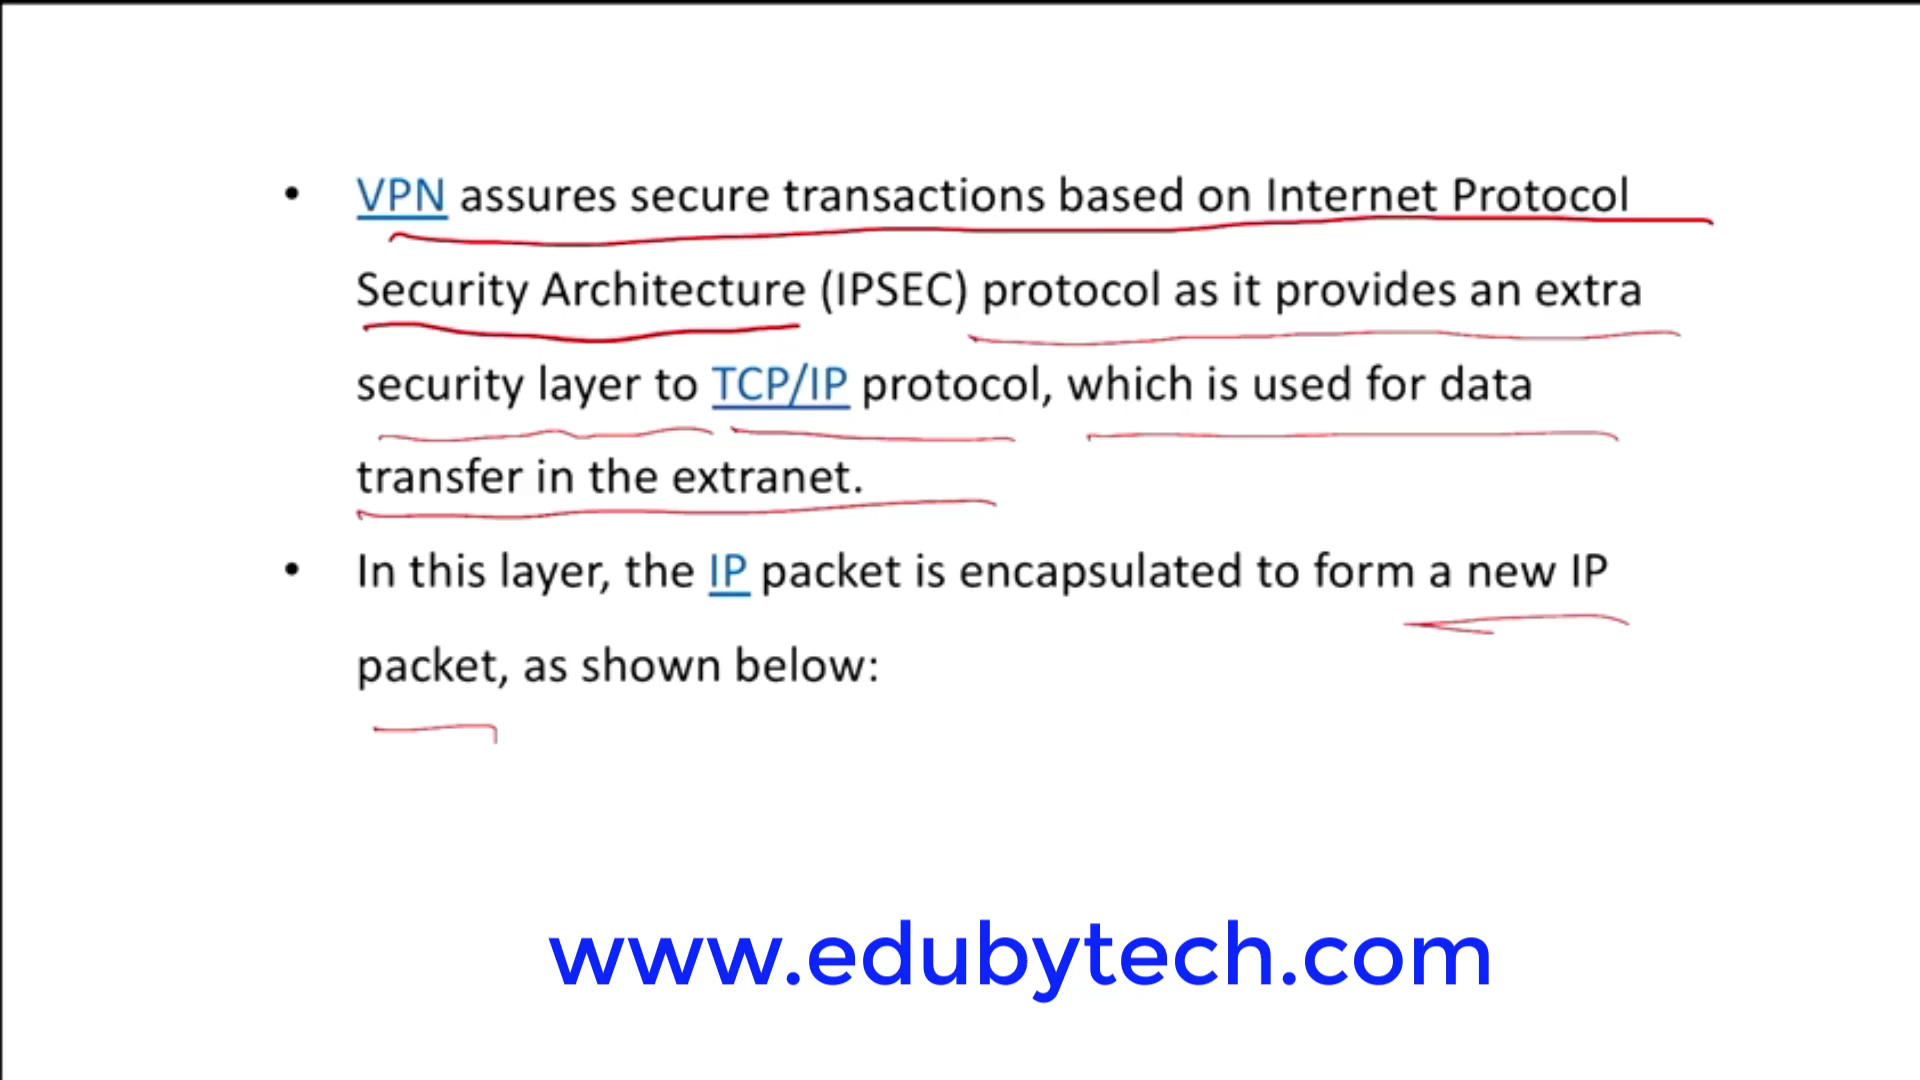 • VPN assures secure transactions based on Internet Protocol
Security Architecture (IPSEC) protocol as it provides an extra
security layer to TCP/IP protocol, which is used for data
transfer in the extranet.
• In this layer, the IP packet is encapsulated to form a new IP
packet, as shown below:
www.edubytech.com